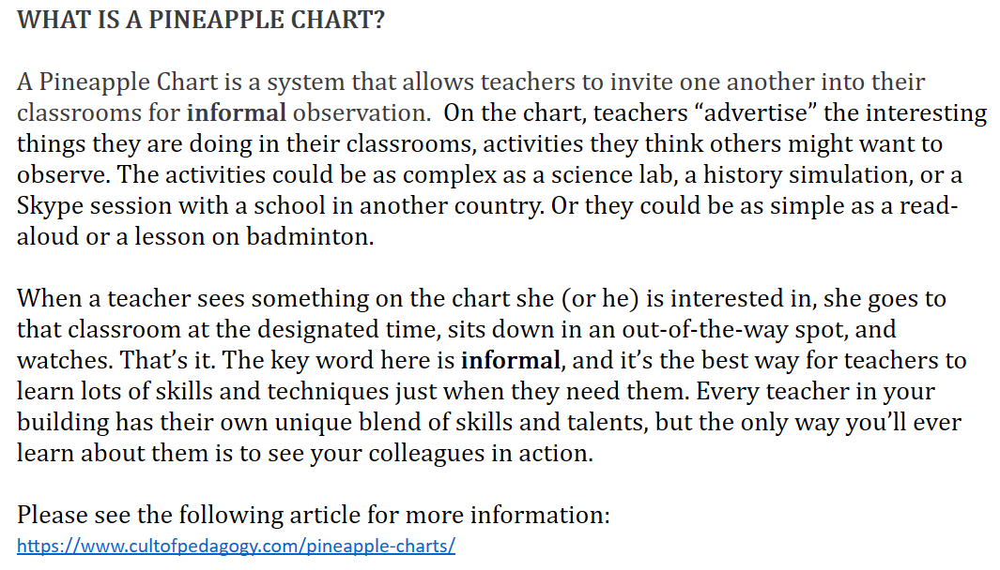 WHAT IS A PINEAPPLE CHART?
A Pineapple Chart is a system that allows teachers to invite one another into their
classrooms for informal observation.  On the chart, teachers “advertise” the interesting
things they are doing in their classrooms, activities they think others might want to
observe. The activities could be as complex as a science lab, a history simulation, or a
Skype session with a school in another country. Or they could be as simple as a read-
aloud or a lesson on badminton.
When a teacher sees something on the chart she (or he) is interested in, she goes to
that classroom at the designated time, sits down in an out-of-the-way spot, and
watches. That’s it. The key word here is informal, and it’s the best way for teachers to
learn lots of skills and techniques just when they need them. Every teacher in your
building has their own unique blend of skills and talents, but the only way you’ll ever
learn about them is to see your colleagues in action.
Please see the following article for more information:
https://www.cultofpedagogy.com/pineapple-charts/